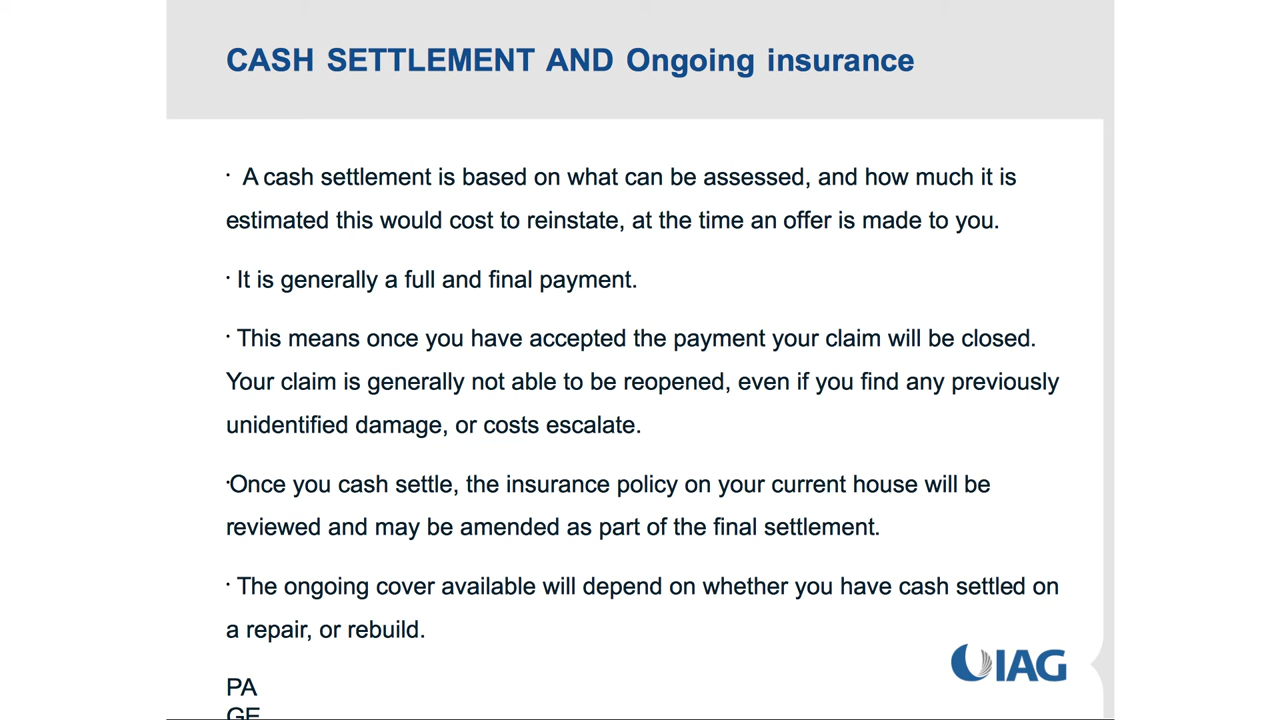 CASH SETTLEMENT AND Ongoing insurance
· A cash settlement is based on what can be assessed, and how much it is
estimated this would cost to reinstate, at the time an offer is made to you.
· It is generally a full and final payment.
· This means once you have accepted the payment your claim will be closed.
Your claim is generally not able to be reopened, even if you find any previously
unidentified damage, or costs escalate.
·Once you cash settle, the insurance policy on your current house will be
reviewed and may be amended as part of the final settlement.
· The ongoing cover available will depend on whether you have cash settled on
a repair, or rebuild.
IAG
PA
GE